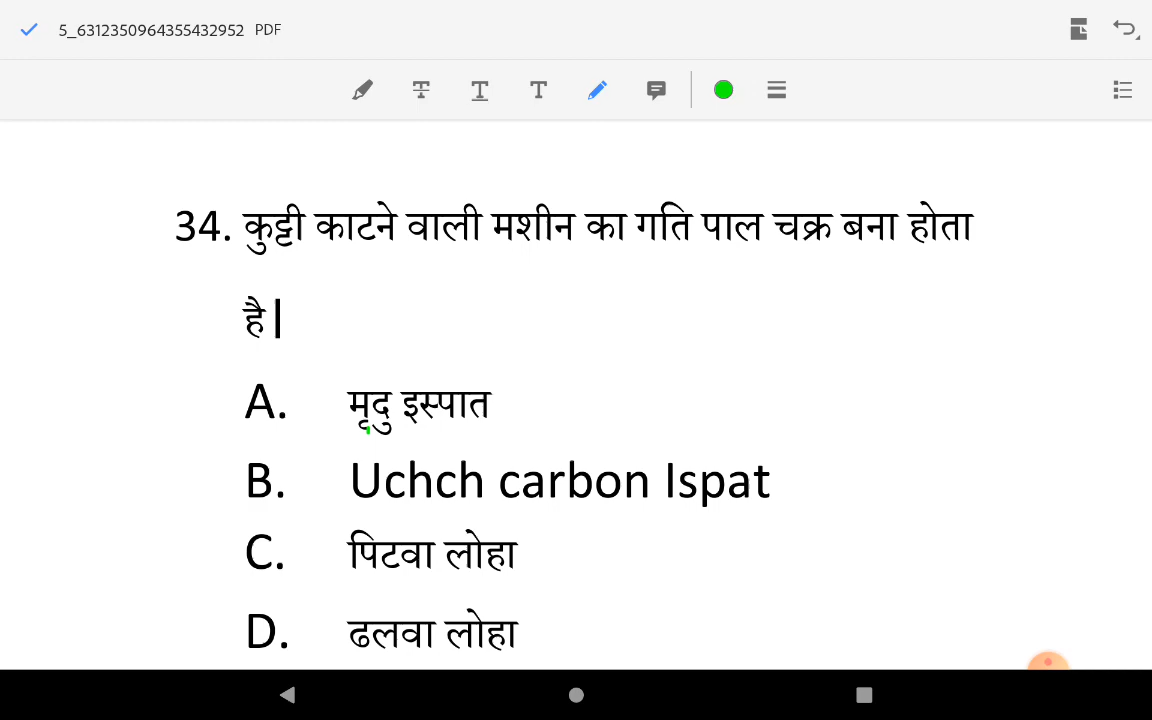 5_6312350964355432952 PDF
34. कुट्टी काटने वाली मशीन का गति पाल चक्र बना होता
है|
A. मृदु इस्पात
B. Uchch carbon Ispat
C. पिटवा लोहा
D. ढलवा लोहा